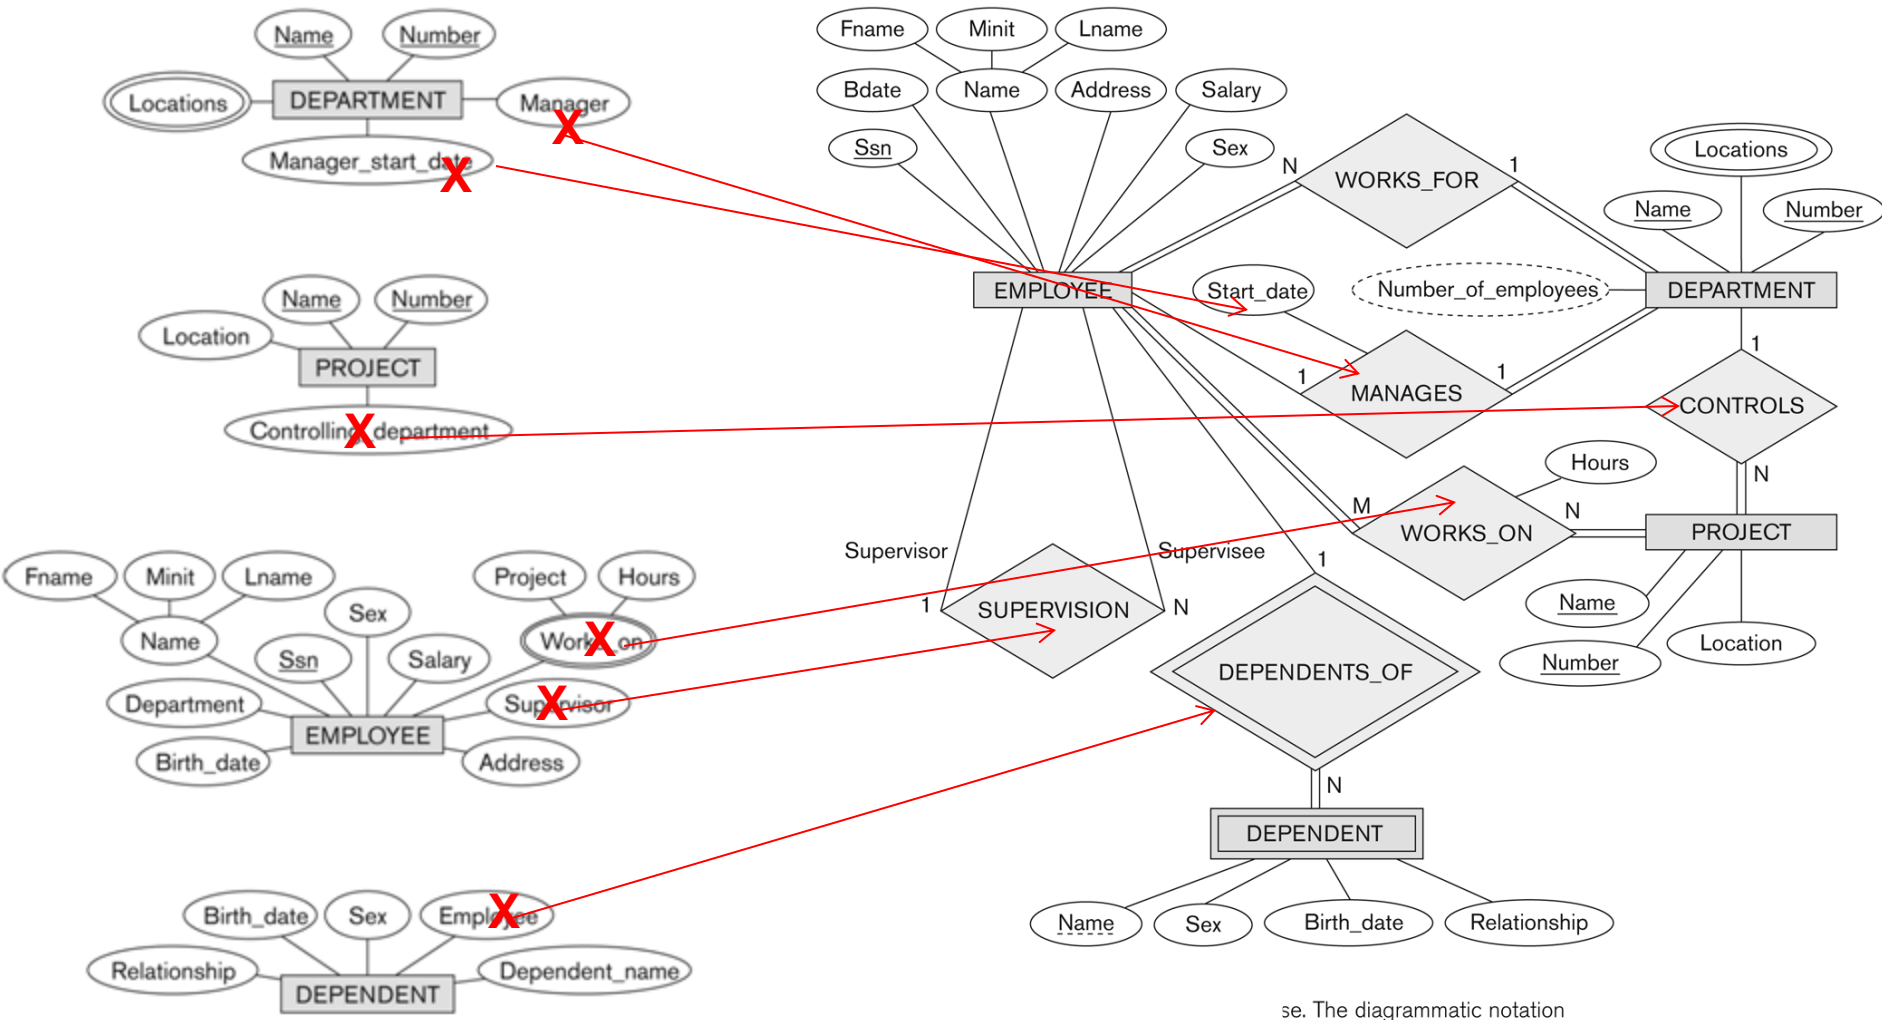 Name
Number
Locations
DEPARTMENT
Manager
X
Manager_start_date
X
Name
Number
Location
PROJECT
Controlling_department
X
Fname
Minit
Lname
Sex
Project
Hours
Name
Ssn
Salary
Works_on
X
Department
Supervisor
X
EMPLOYEE
Birth_date
Address
Birth_date
Sex
Employee
X
Relationship
Dependent_name
DEPENDENT
Fname
Minit
Lname
Bdate
Name
Address
Salary
Ssn
Sex
N
WORKS_FOR
1
Locations
Name
Number
EMPLOYEE
Start_date
Number_of_employees
DEPARTMENT
1
MANAGES
1
1
CONTROLS
N
Hours
M
WORKS_ON
N
PROJECT
Name
Number
Location
Supervisor
Supervisee
1
SUPERVISION
N
1
DEPENDENTS_OF
N
DEPENDENT
Name
Sex
Birth_date
Relationship
se. The diagrammatic notation